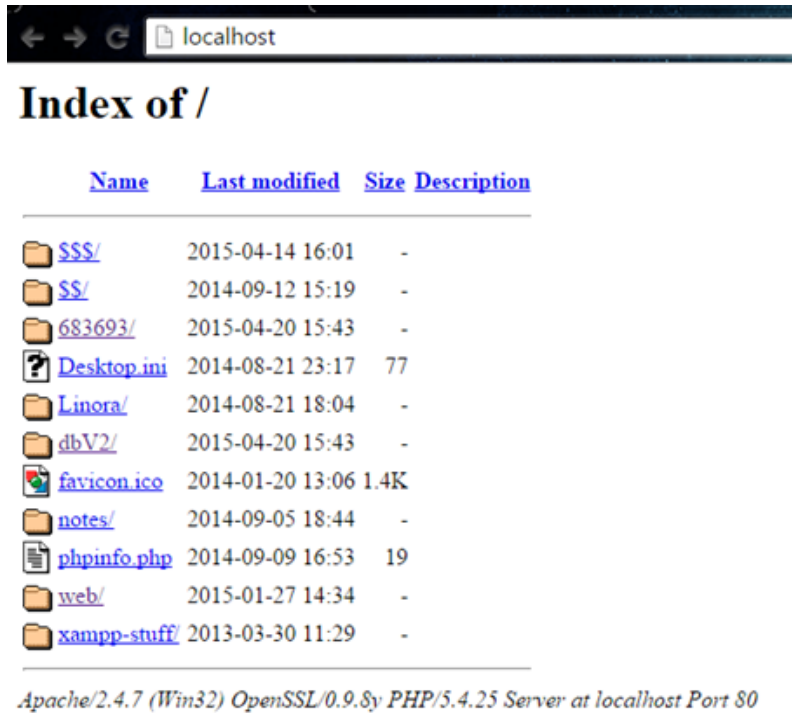 localhost
Index of /
Name Last modified Size Description
$$$/ 2015-04-14 16:01 -
$$/ 2014-09-12 15:19 -
683693/ 2015-04-20 15:43 -
Desktop.ini 2014-08-21 23:17 77
Linora/ 2014-08-21 18:04 -
dbV2/ 2015-04-20 15:43 -
favicon.ico 2014-01-20 13:06 1.4K
notes/ 2014-09-05 18:44 -
phpinfo.php 2014-09-09 16:53 19
web/ 2015-01-27 14:34 -
xampp-stuff/ 2013-03-30 11:29 -
Apache/2.4.7 (Win32) OpenSSL/0.9.8y PHP/5.4.25 Server at localhost Port 80